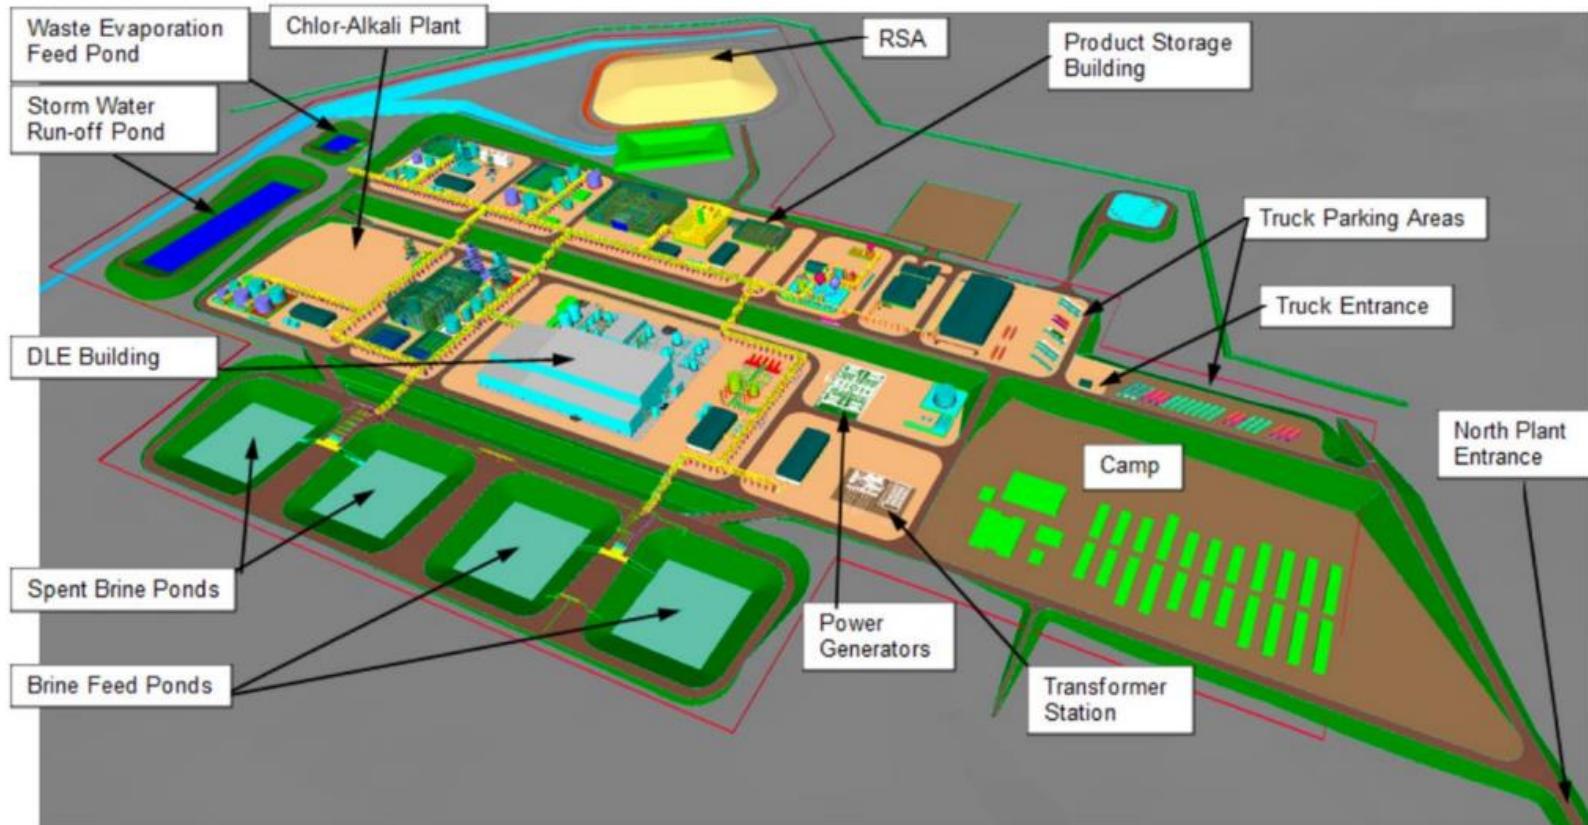 Waste Evaporation
Feed Pond
Chlor-Alkali Plant
RSA
Product Storage
Building
Storm Water
Run-off Pond
Truck Parking Areas
Truck Entrance
DLE Building
North Plant
Entrance
Camp
Spent Brine Ponds
Power
Generators
Brine Feed Ponds
Transformer
Station